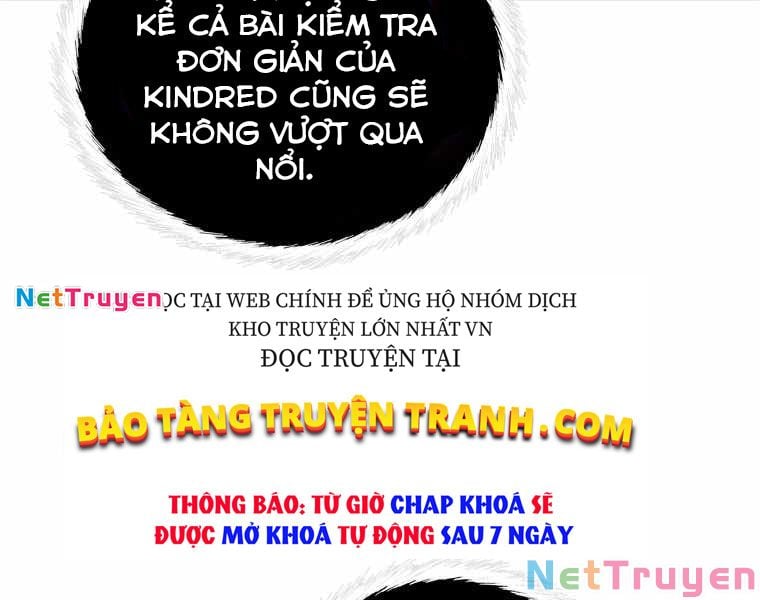 KỂ CẢ BÀI KIỂM TRA
ĐƠN GIẢN CỦA
KINDRED CŨNG SẼ
KHÔNG VƯỢT QUA
NỔI.
NetTruyen
ĐỌC TẠI WEB CHÍNH ĐỂ ỦNG HỘ NHÓM DỊCH
KHO TRUYỆN LỚN NHẤT VN
ĐỌC TRUYỆN TẠI
BẢO TÀNG TRUYỆN TRANH.COM
THÔNG BÁO: TỪ GIỜ CHAP KHOÁ SẼ
ĐƯỢC MỞ KHOÁ TỰ ĐỘNG SAU 7 NGÀY
NetTruyen